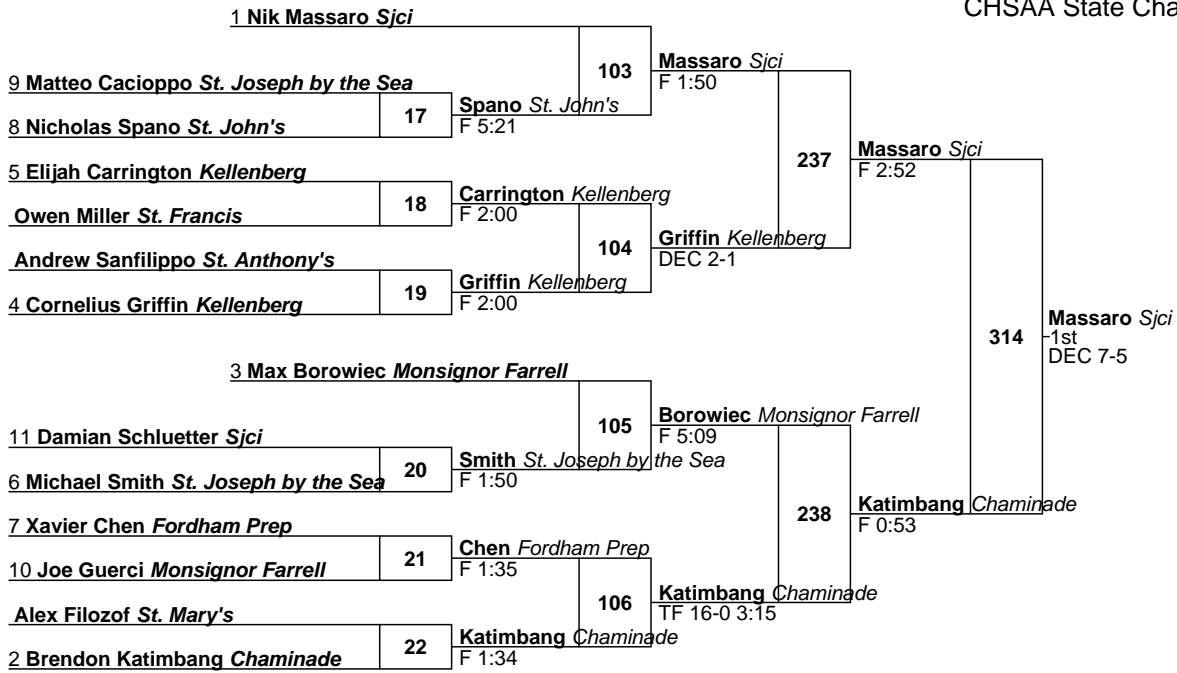 CHSAA State Cha
1 Nik Massaro Sjci
103
Massaro Sjci
F 1:50
9 Matteo Cacioppo St. Joseph by the Sea
17
Spano St. John's
F 5:21
8 Nicholas Spano St. John's
237
Massaro Sjci
F 2:52
5 Elijah Carrington Kellenberg
18
Carrington Kellenberg
F 2:00
Owen Miller St. Francis
104
Griffin Kellenberg
DEC 2-1
Andrew Sanfilippo St. Anthony's
19
Griffin Kellenberg
F 2:00
4 Cornelius Griffin Kellenberg
314
Massaro Sjci
1st
DEC 7-5
3 Max Borowiec Monsignor Farrell
105
Borowiec Monsignor Farrell
F 5:09
11 Damian Schluetter Sjci
20
Smith St. Joseph by the Sea
F 1:50
6 Michael Smith St. Joseph by the Sea
238
Katimbang Chaminade
F 0:53
7 Xavier Chen Fordham Prep
21
Chen Fordham Prep
F 1:35
10 Joe Guerci Monsignor Farrell
106
Katimbang Chaminade
TF 16-0 3:15
Alex Filozof St. Mary's
22
Katimbang Chaminade
F 1:34
2 Brendon Katimbang Chaminade